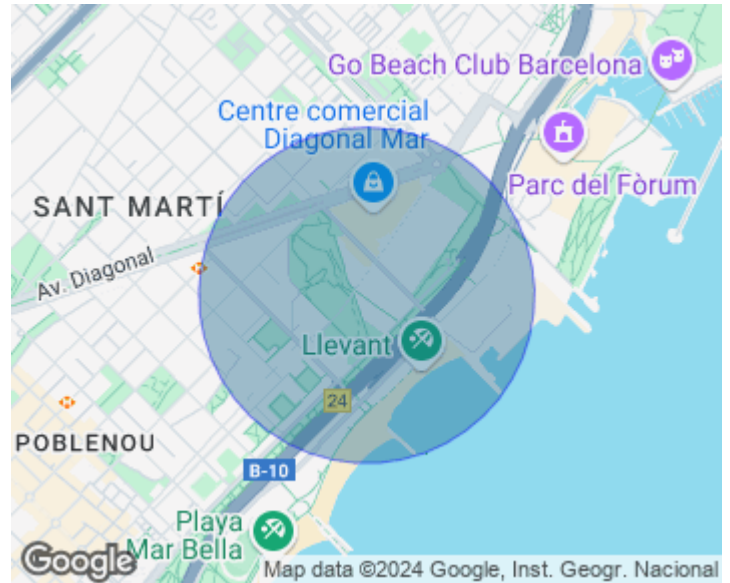 Go Beach Club Barcelona
Centre comercial
Diagonal Mar
Parc del Fòrum
SANT MARTÍ
Av. Diagonal
Llevant
24
POBLENOU
B-10
Playa
Mar Bella
Google
Map data ©2024 Google, Inst. Geogr. Nacional